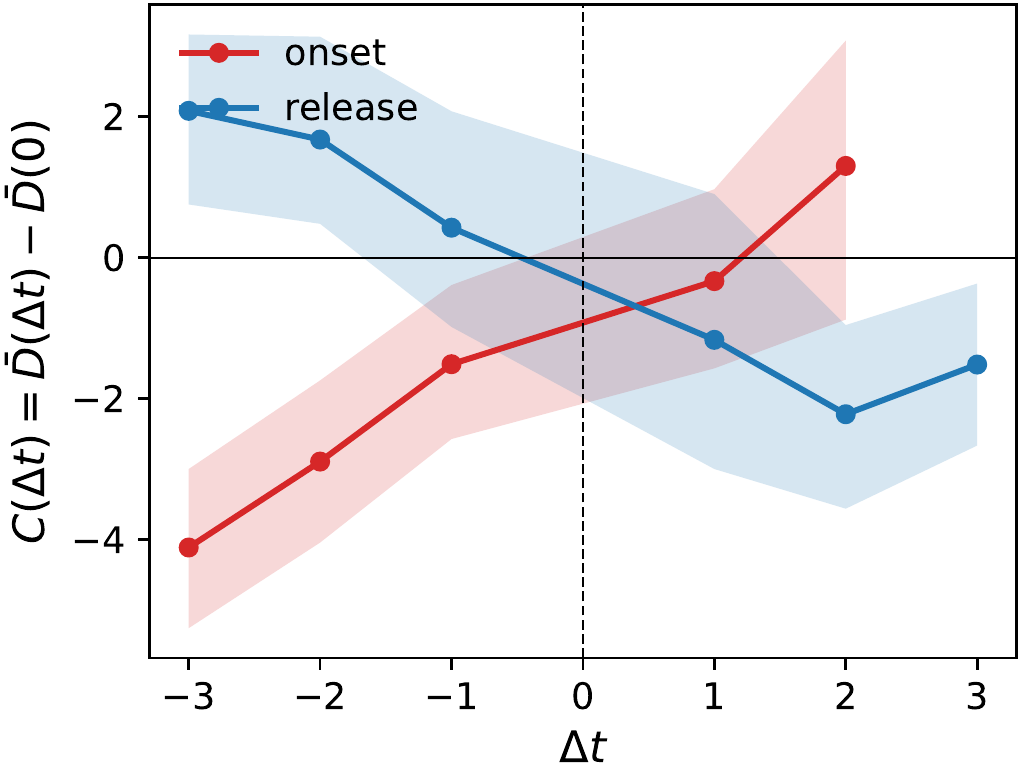 onset
release
C(Δt) = D̄(Δt) − D̄(0)
2
0
−2
−4
−3 −2 −1 0 1 2 3
Δt